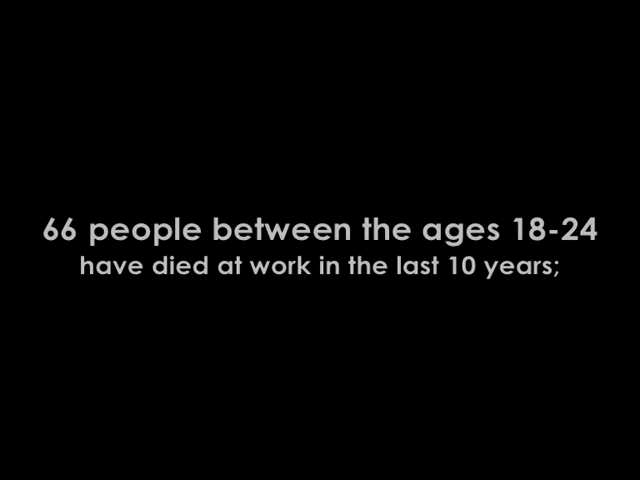 66 people between the ages 18-24
have died at work in the last 10 years;